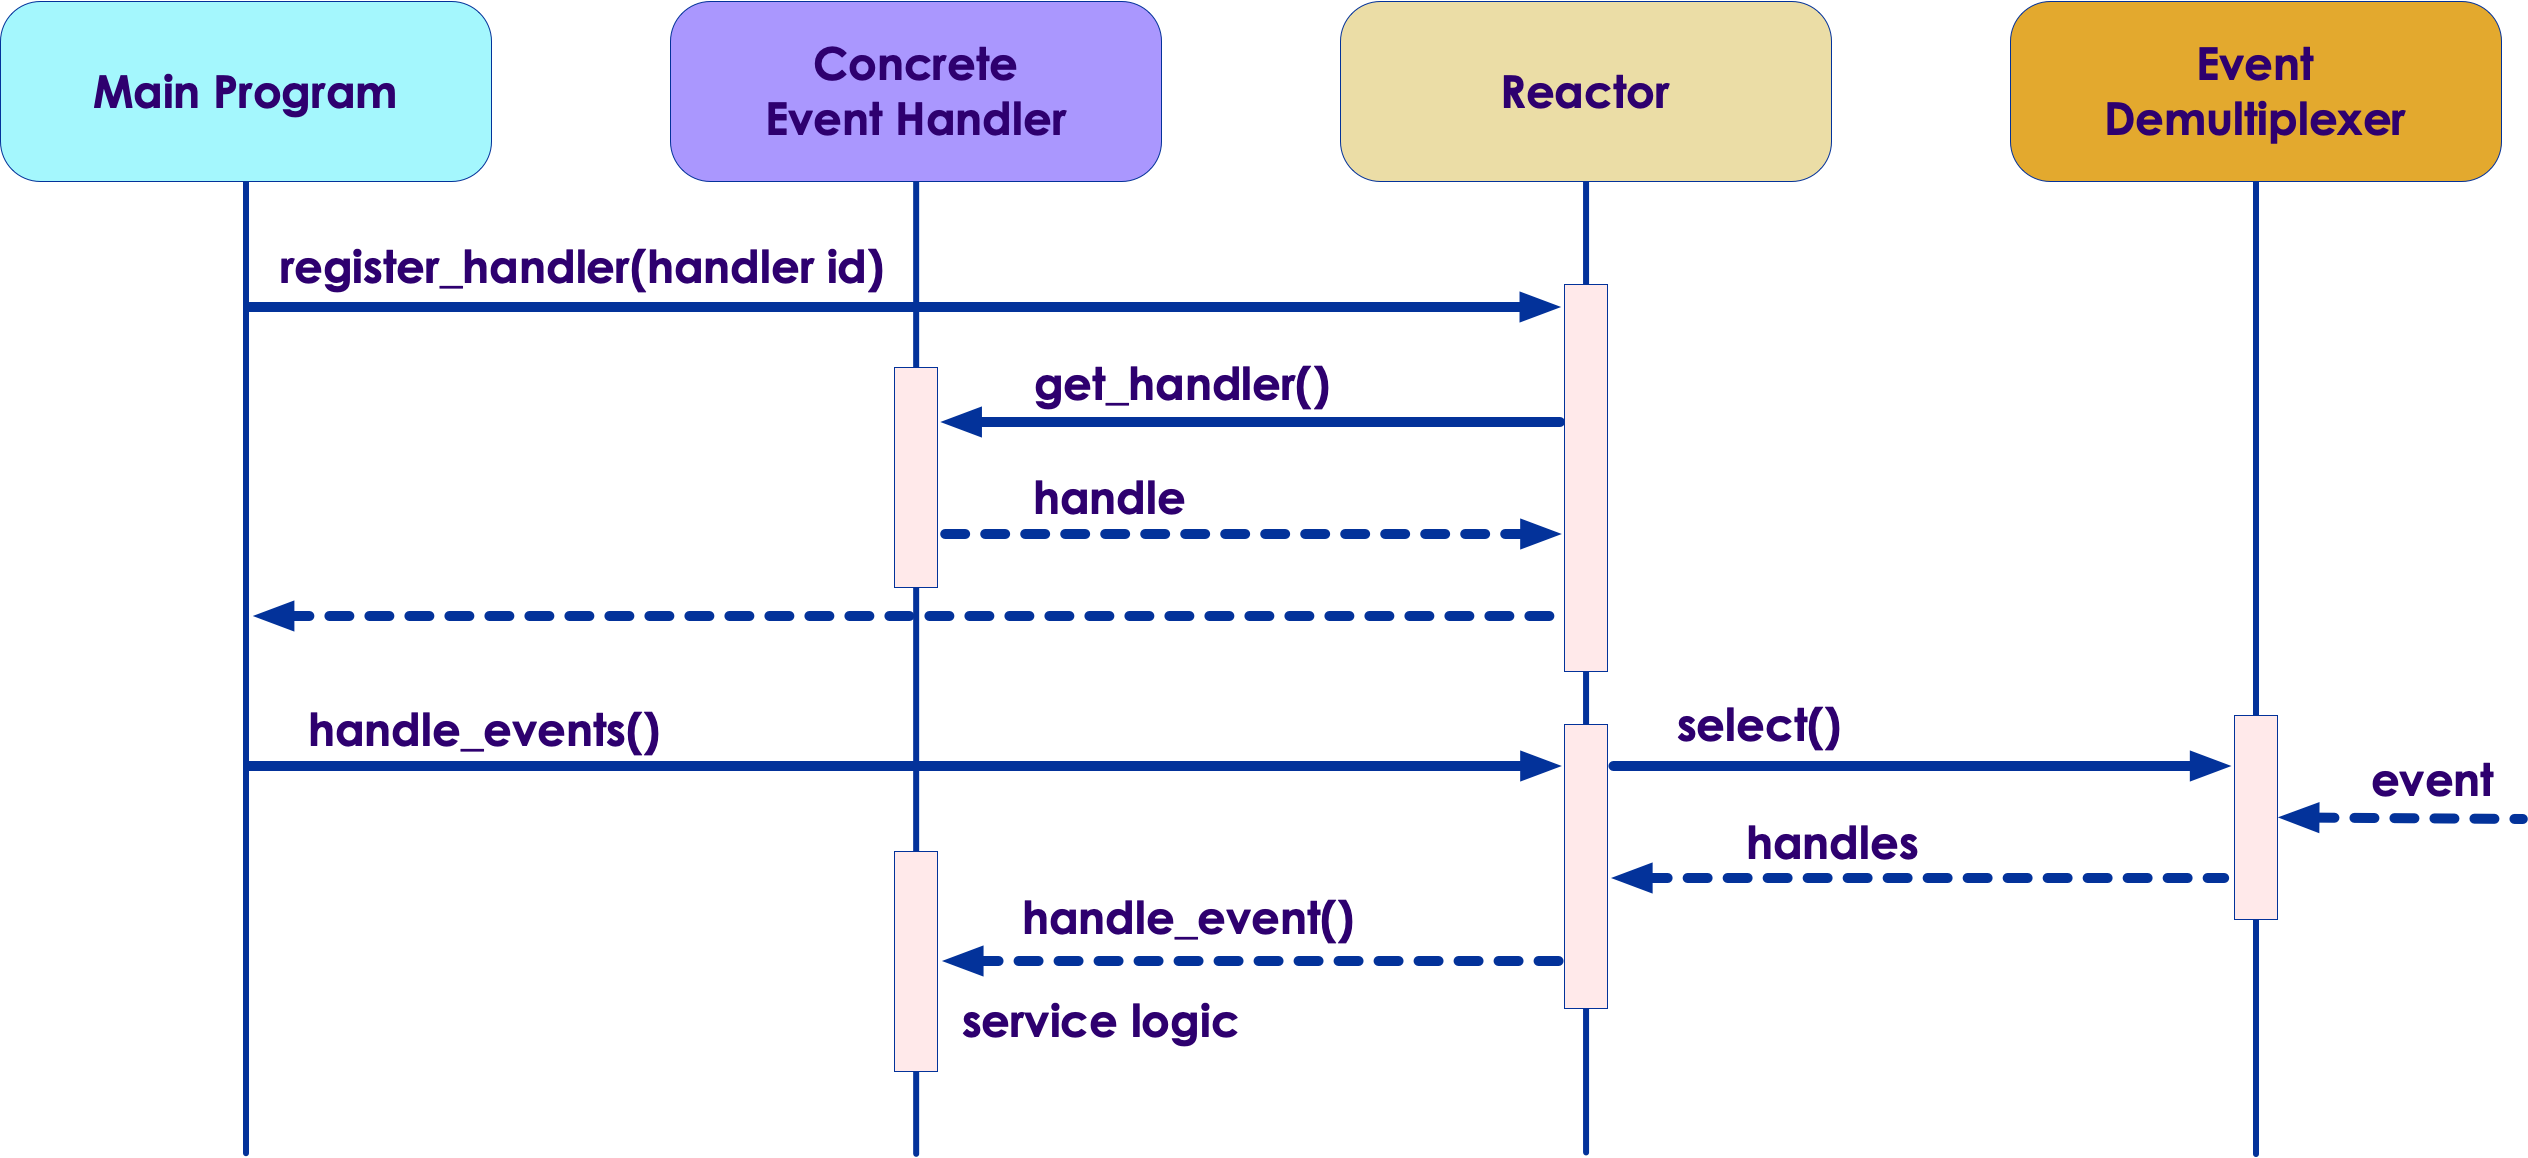 Main Program
Concrete
Event Handler
Reactor
Event
Demultiplexer
register_handler(handler id)
get_handler()
handle
handle_events()
select()
event
handles
handle_event()
service logic